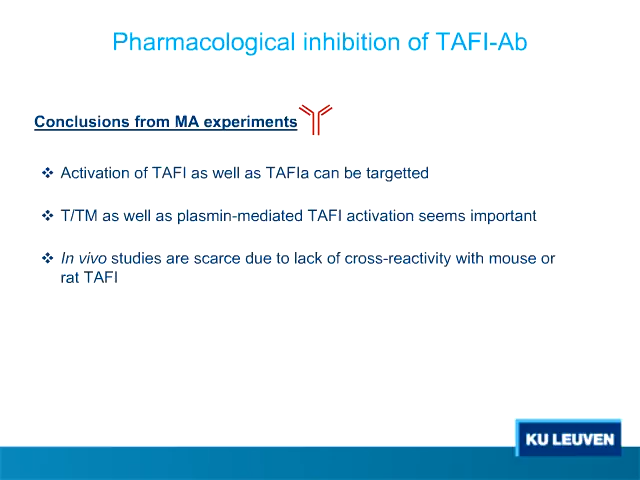 Pharmacological inhibition of TAFI-Ab
Conclusions from MA experiments
❖ Activation of TAFI as well as TAFIa can be targetted
❖ T/TM as well as plasmin-mediated TAFI activation seems important
❖ In vivo studies are scarce due to lack of cross-reactivity with mouse or
rat TAFI
KU LEUVEN